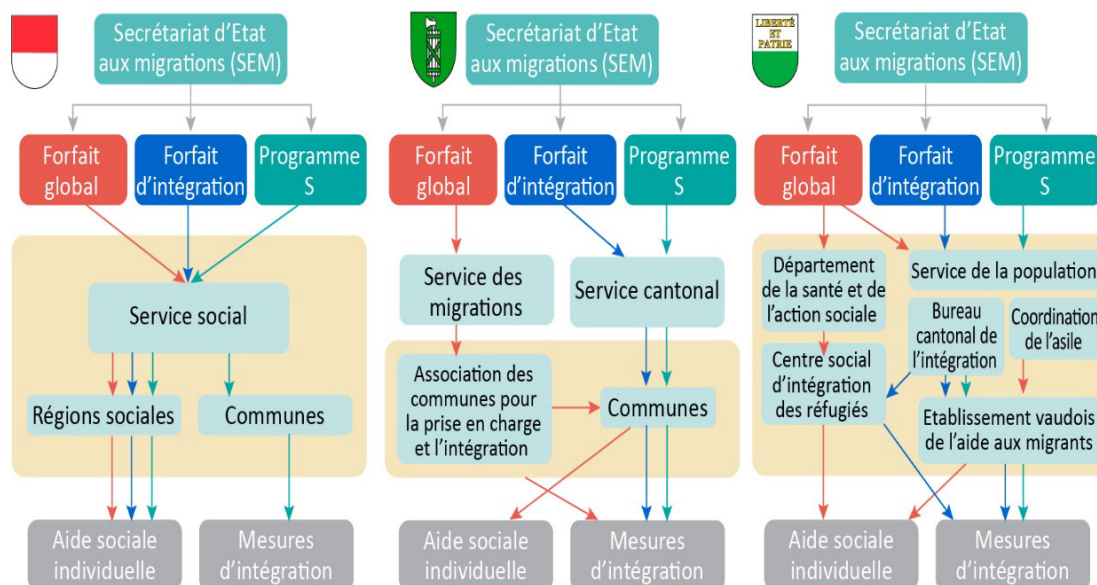 Secrétariat d'Etat
aux migrations (SEM)
Forfait
global
Forfait
d'intégration
Programme
S
Service social
Régions sociales
Communes
Aide sociale
individuelle
Mesures
d'intégration
Secrétariat d'Etat
aux migrations (SEM)
Forfait
global
Forfait
d'intégration
Programme
S
Service des
migrations
Service cantonal
Association des
communes pour
la prise en charge
et l'intégration
Communes
Aide sociale
individuelle
Mesures
d'intégration
LIBERTÉ
ET
PATRIE
Secrétariat d'Etat
aux migrations (SEM)
Forfait
global
Forfait
d'intégration
Programme
S
Département
de la santé et de
l'action sociale
Service de la population
Bureau
cantonal de
l'intégration
Coordination
de l'asile
Centre social
d'intégration
des réfugiés
Etablissement vaudois
de l'aide aux migrants
Aide sociale
individuelle
Mesures
d'intégration